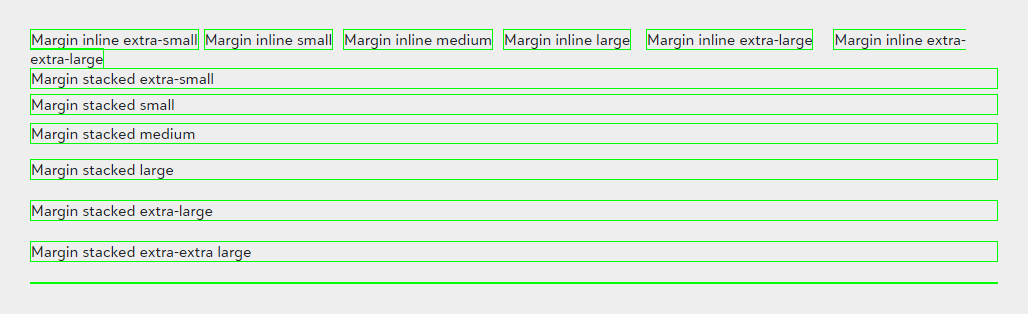 Margin inline extra-small Margin inline small Margin inline medium Margin inline large Margin inline extra-large Margin inline extra-
extra-large
Margin stacked extra-small
Margin stacked small
Margin stacked medium
Margin stacked large
Margin stacked extra-large
Margin stacked extra-extra large